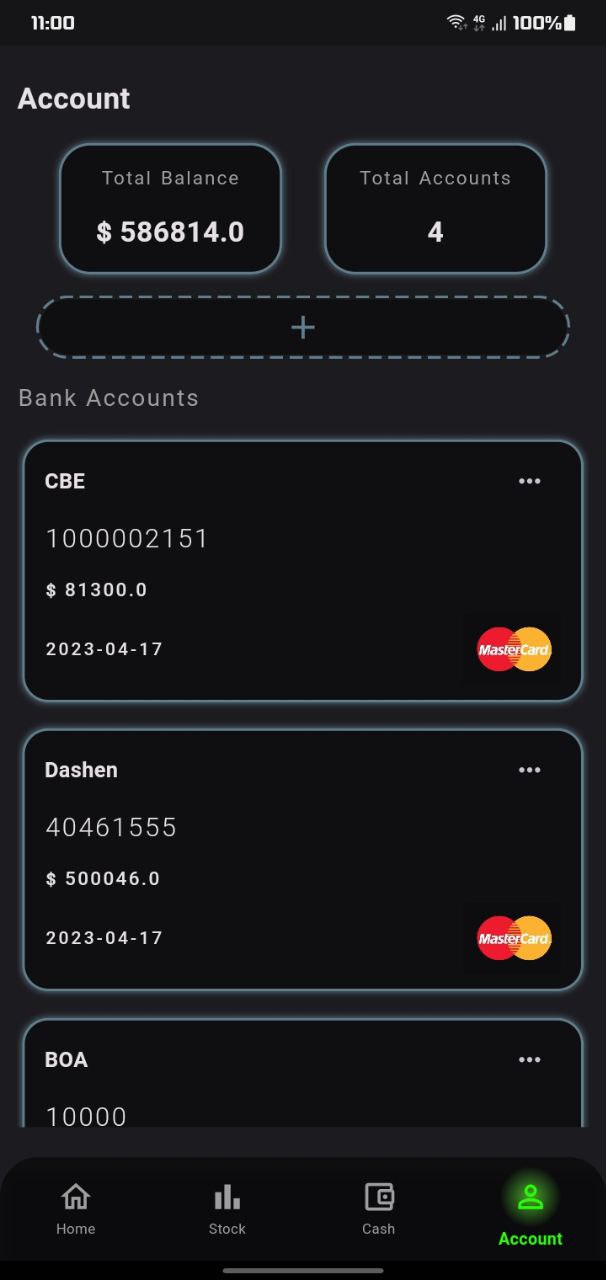 11:00
4G
100%
Account
Total Balance
Total Accounts
$ 586814.0
4
Bank Accounts
CBE
1000002151
$ 81300.0
2023-04-17
MasterCard
Dashen
40461555
$ 500046.0
2023-04-17
MasterCard
BOA
10000
Home
Stock
Cash
Account